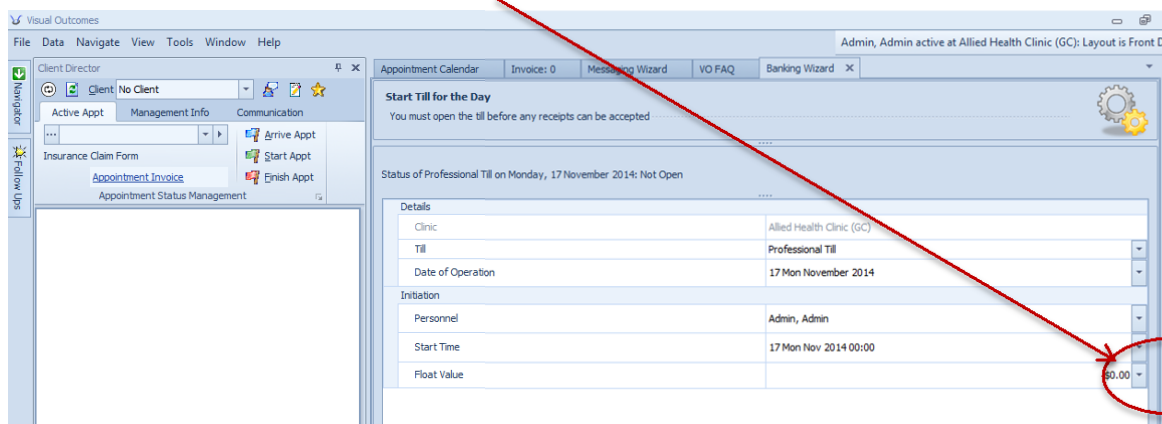 Visual Outcomes
File Data Navigate View Tools Window Help
Admin, Admin active at Allied Health Clinic (GC): Layout is Front D
Navigator
Follow Ups
Client Director
Client No Client
Active Appt Management Info Communication
Arrive Appt
Insurance Claim Form Start Appt
Appointment Invoice Finish Appt
Appointment Status Management
Appointment Calendar Invoice: 0 Messaging Wizard VO FAQ Banking Wizard
Start Till for the Day
You must open the till before any receipts can be accepted
Status of Professional Till on Monday, 17 November 2014: Not Open
Details
Clinic Allied Health Clinic (GC)
Till Professional Till
Date of Operation 17 Mon November 2014
Initiation
Personnel Admin, Admin
Start Time 17 Mon Nov 2014 00:00
Float Value $0.00